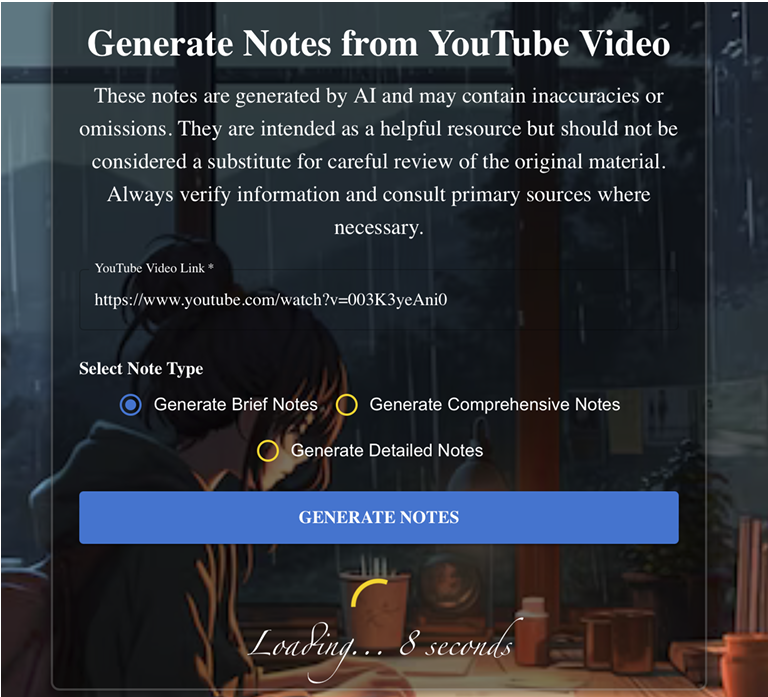 Generate Notes from YouTube Video
These notes are generated by AI and may contain inaccuracies or
omissions. They are intended as a helpful resource but should not be
considered a substitute for careful review of the original material.
Always verify information and consult primary sources where
necessary.
YouTube Video Link *
https://www.youtube.com/watch?v=003K3yeAni0
Select Note Type
Generate Brief Notes
Generate Comprehensive Notes
Generate Detailed Notes
GENERATE NOTES
Loading... 8 seconds